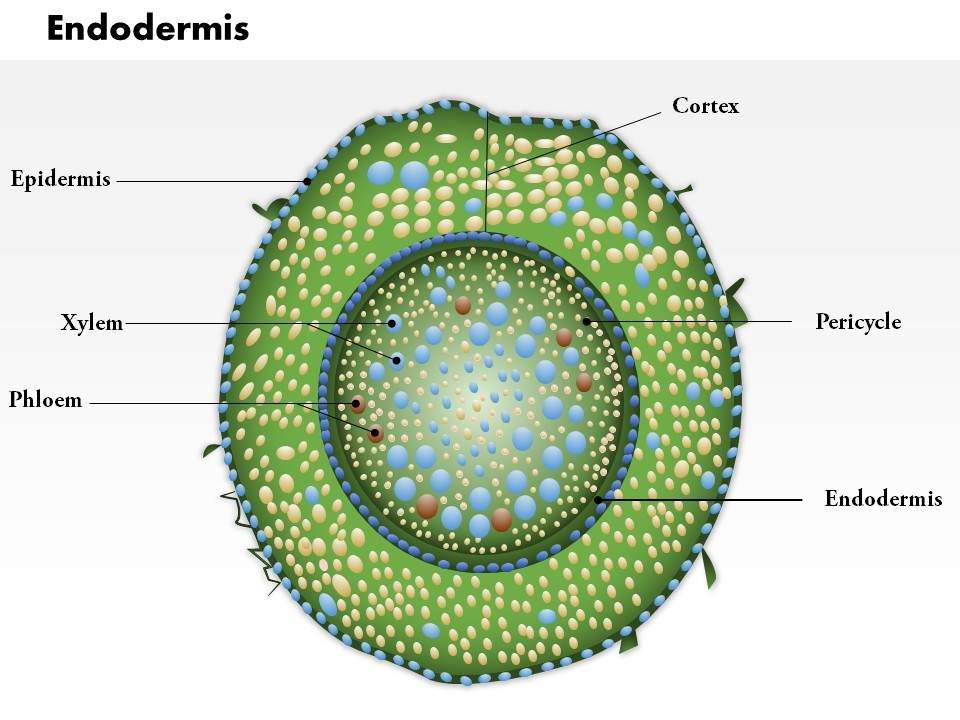 Endodermis
Cortex
Epidermis
Xylem
Pericycle
Phloem
Endodermis